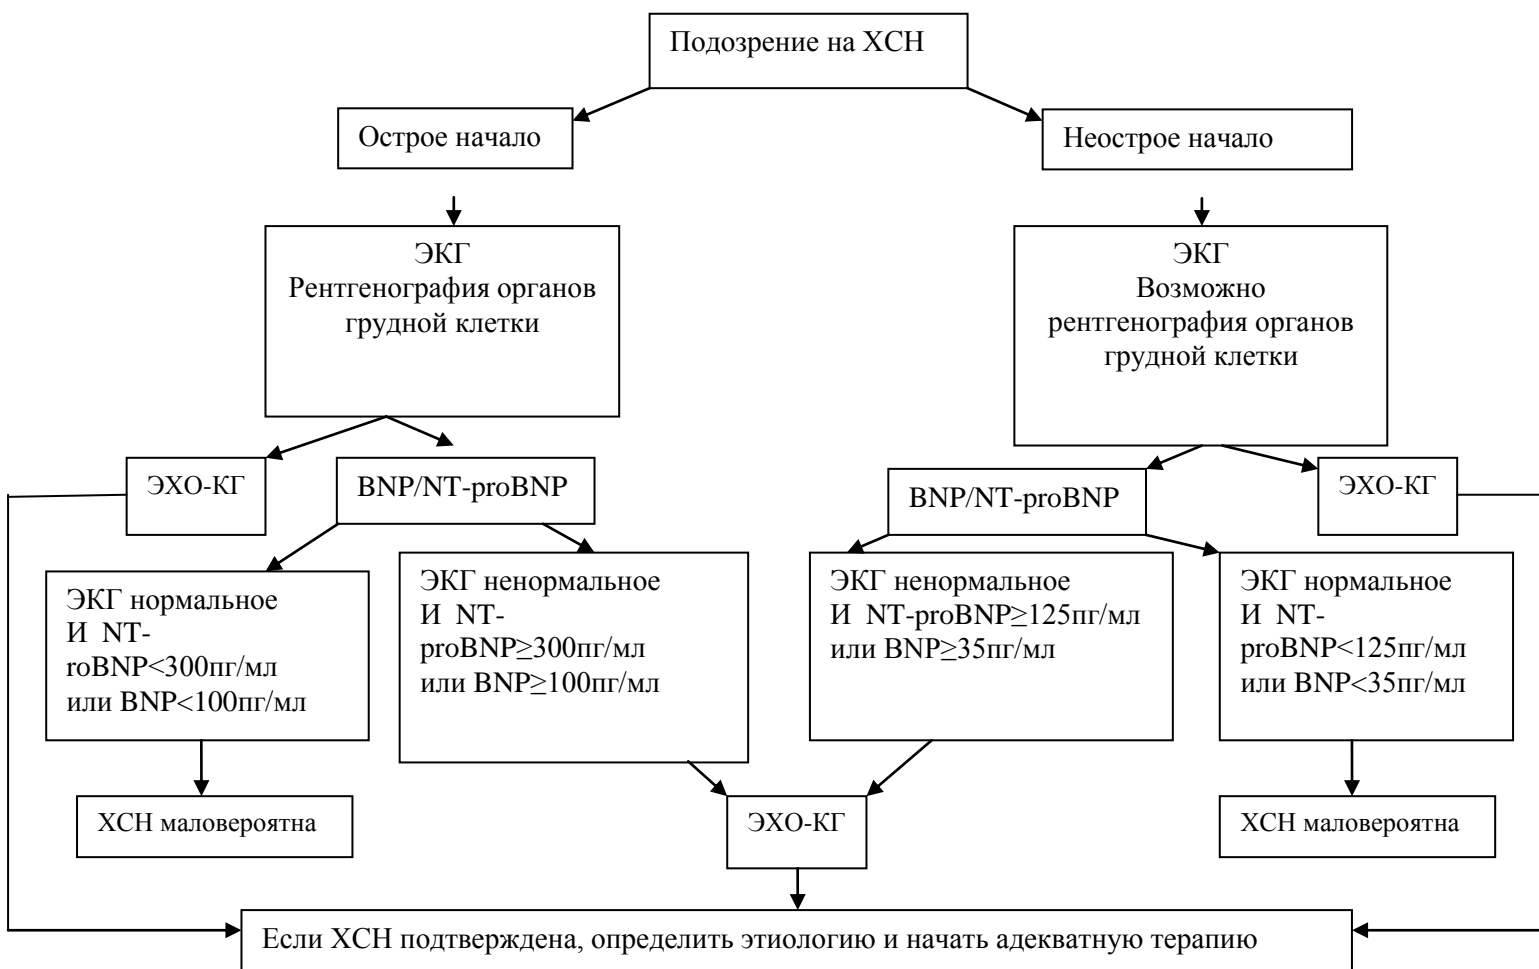 Подозрение на ХСН
Острое начало
Неострое начало
ЭКГ
Рентгенография органов
грудной клетки
ЭКГ
Возможно
рентгенография органов
грудной клетки
ЭХО-КГ
BNP/NT-proBNP
BNP/NT-proBNP
ЭХО-КГ
ЭКГ нормальное
И NT-
roBNP<300пг/мл
или BNP<100пг/мл
ЭКГ ненормальное
И NT-
proBNP≥300пг/мл
или BNP≥100пг/мл
ЭКГ ненормальное
И NT-proBNP≥125пг/мл
или BNP≥35пг/мл
ЭКГ нормальное
И NT-
proBNP<125пг/мл
или BNP<35пг/мл
ХСН маловероятна
ЭХО-КГ
ХСН маловероятна
Если ХСН подтверждена, определить этиологию и начать адекватную терапию